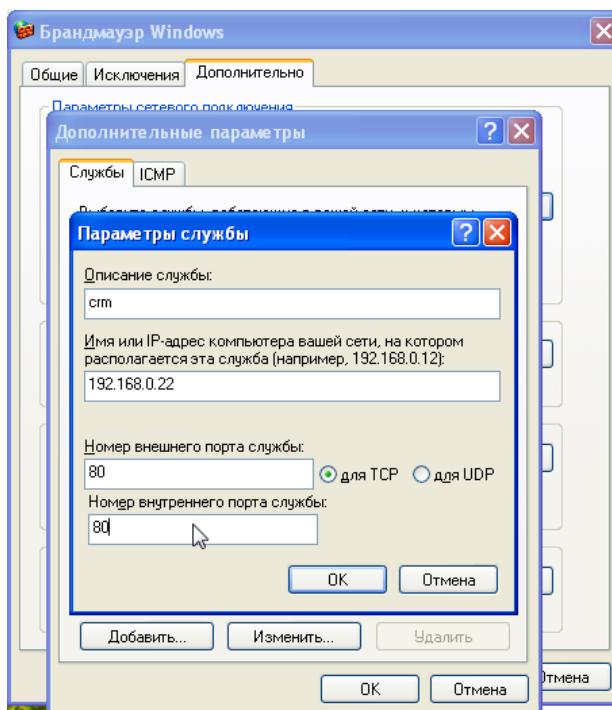 Брандмауэр Windows
Общие Исключения Дополнительно
Параметры сетевого подключения
Дополнительные параметры
Службы ICMP
Параметры службы
Описание службы:
crm
Имя или IP-адрес компьютера вашей сети, на котором
располагается эта служба (например, 192.168.0.12):
192.168.0.22
Номер внешнего порта службы:
80 для TCP для UDP
Номер внутреннего порта службы:
80
OK Отмена
Добавить... Изменить... Удалить
Отмена
OK Отмена